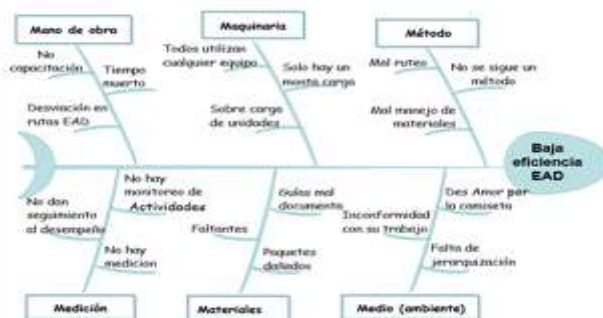 Mano de obra
Maquinaria
Método
No
capacitación
Tiempo
muerto
Desviación en
rutas EAD
Todos utilizan
cualquier equipo
Solo hay un
monta carga
Sobre carga
de unidades
Mal ruteo
No se sigue un
método
Mal manejo de
materiales
Baja
eficiencia
EAD
No hay
monitoreo de
Actividades
No dan
seguimiento
al desempeño
No hay
medicion
Guías mal
documenta
Faltantes
Paquetes
dañados
Des Amor por
la camiseta
Inconformidad
con su trabajo
Falta de
jerarquización
Medición
Materiales
Medio (ambiente)